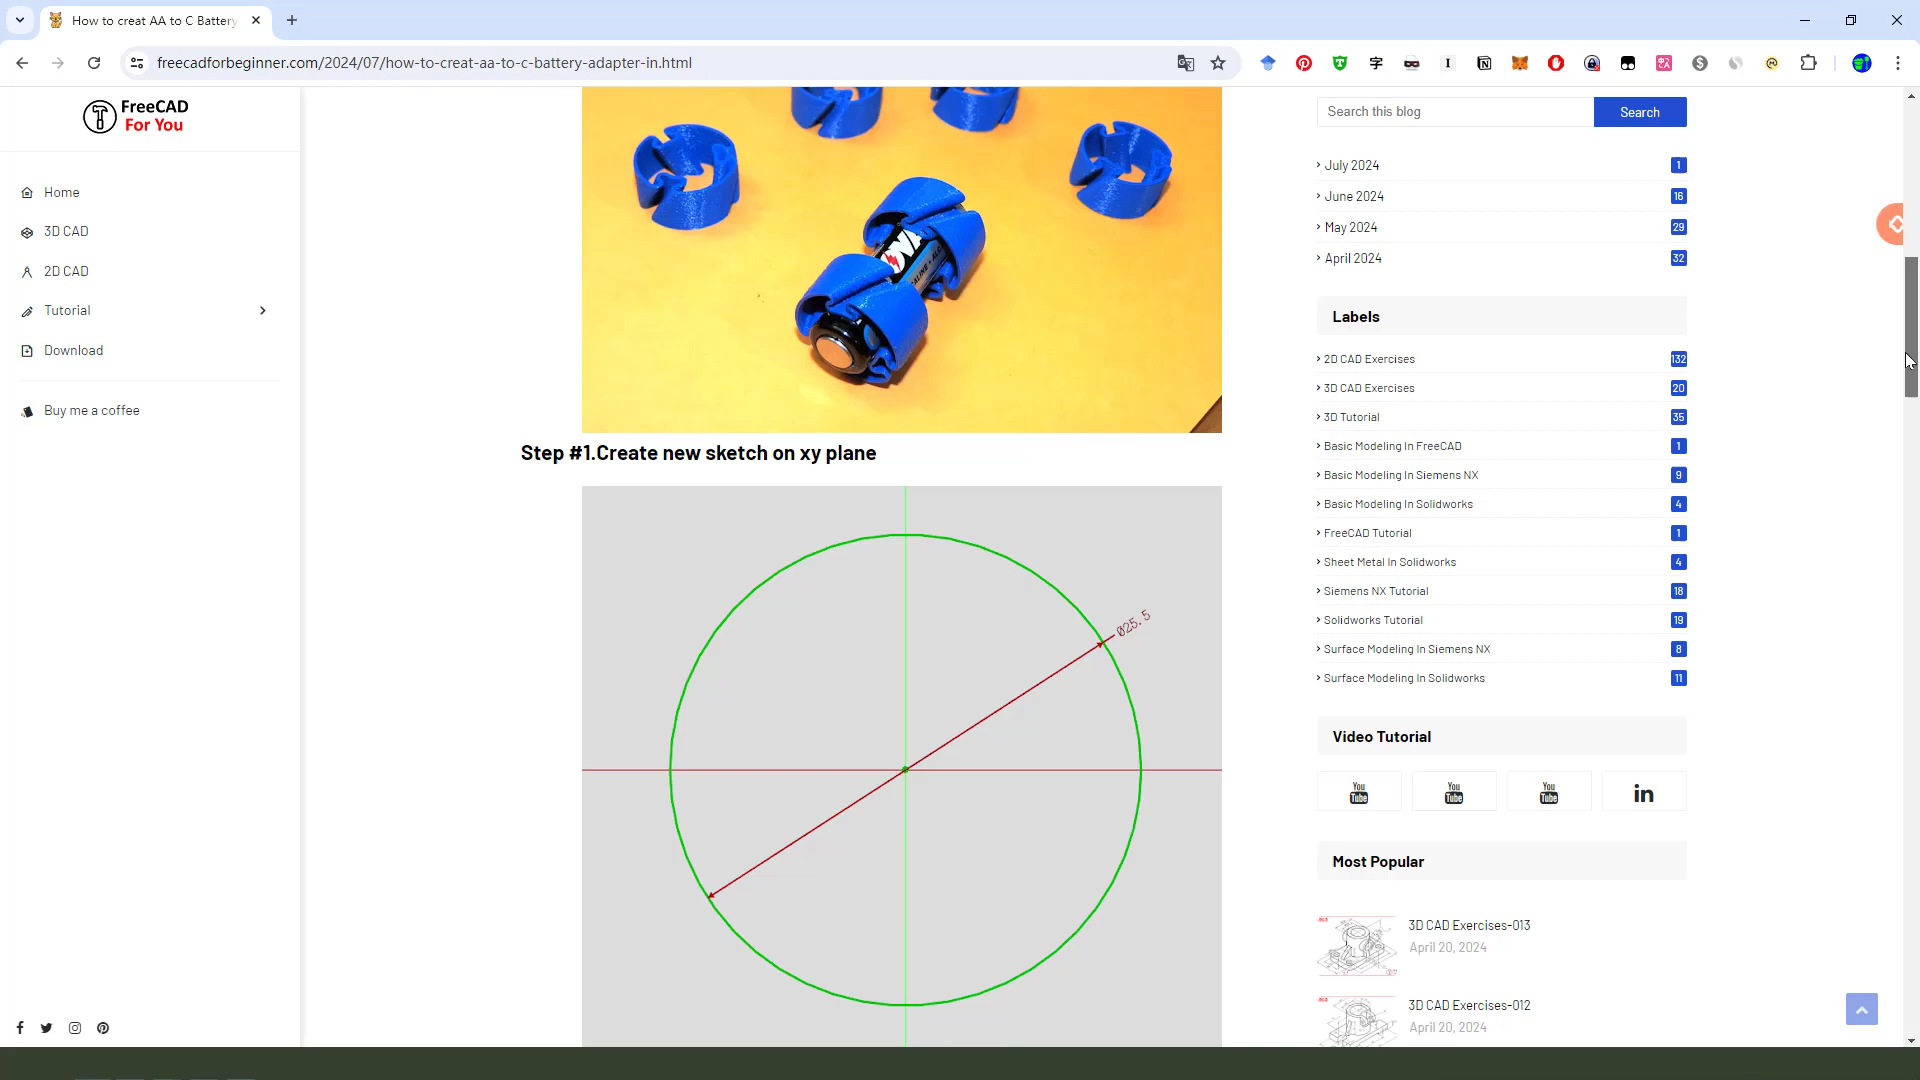 How to creat AA to C Battery
freecadforbeginner.com/2024/07/how-to-creat-aa-to-c-battery-adapter-in.html
FreeCAD
For You
Home
3D CAD
2D CAD
Tutorial
Download
Buy me a coffee
Step #1.Create new sketch on xy plane
Ø25.5
Search this blog
Search
July 2024 1
June 2024 16
May 2024 29
April 2024 32
Labels
2D CAD Exercises 132
3D CAD Exercises 20
3D Tutorial 35
Basic Modeling In FreeCAD 1
Basic Modeling In Siemens NX 9
Basic Modeling In Solidworks 4
FreeCAD Tutorial 1
Sheet Metal In Solidworks 4
Siemens NX Tutorial 18
Solidworks Tutorial 19
Surface Modeling In Siemens NX 8
Surface Modeling In Solidworks 11
Video Tutorial
You Tube
You Tube
You Tube
in
Most Popular
3D CAD Exercises-013
April 20, 2024
3D CAD Exercises-012
April 20, 2024